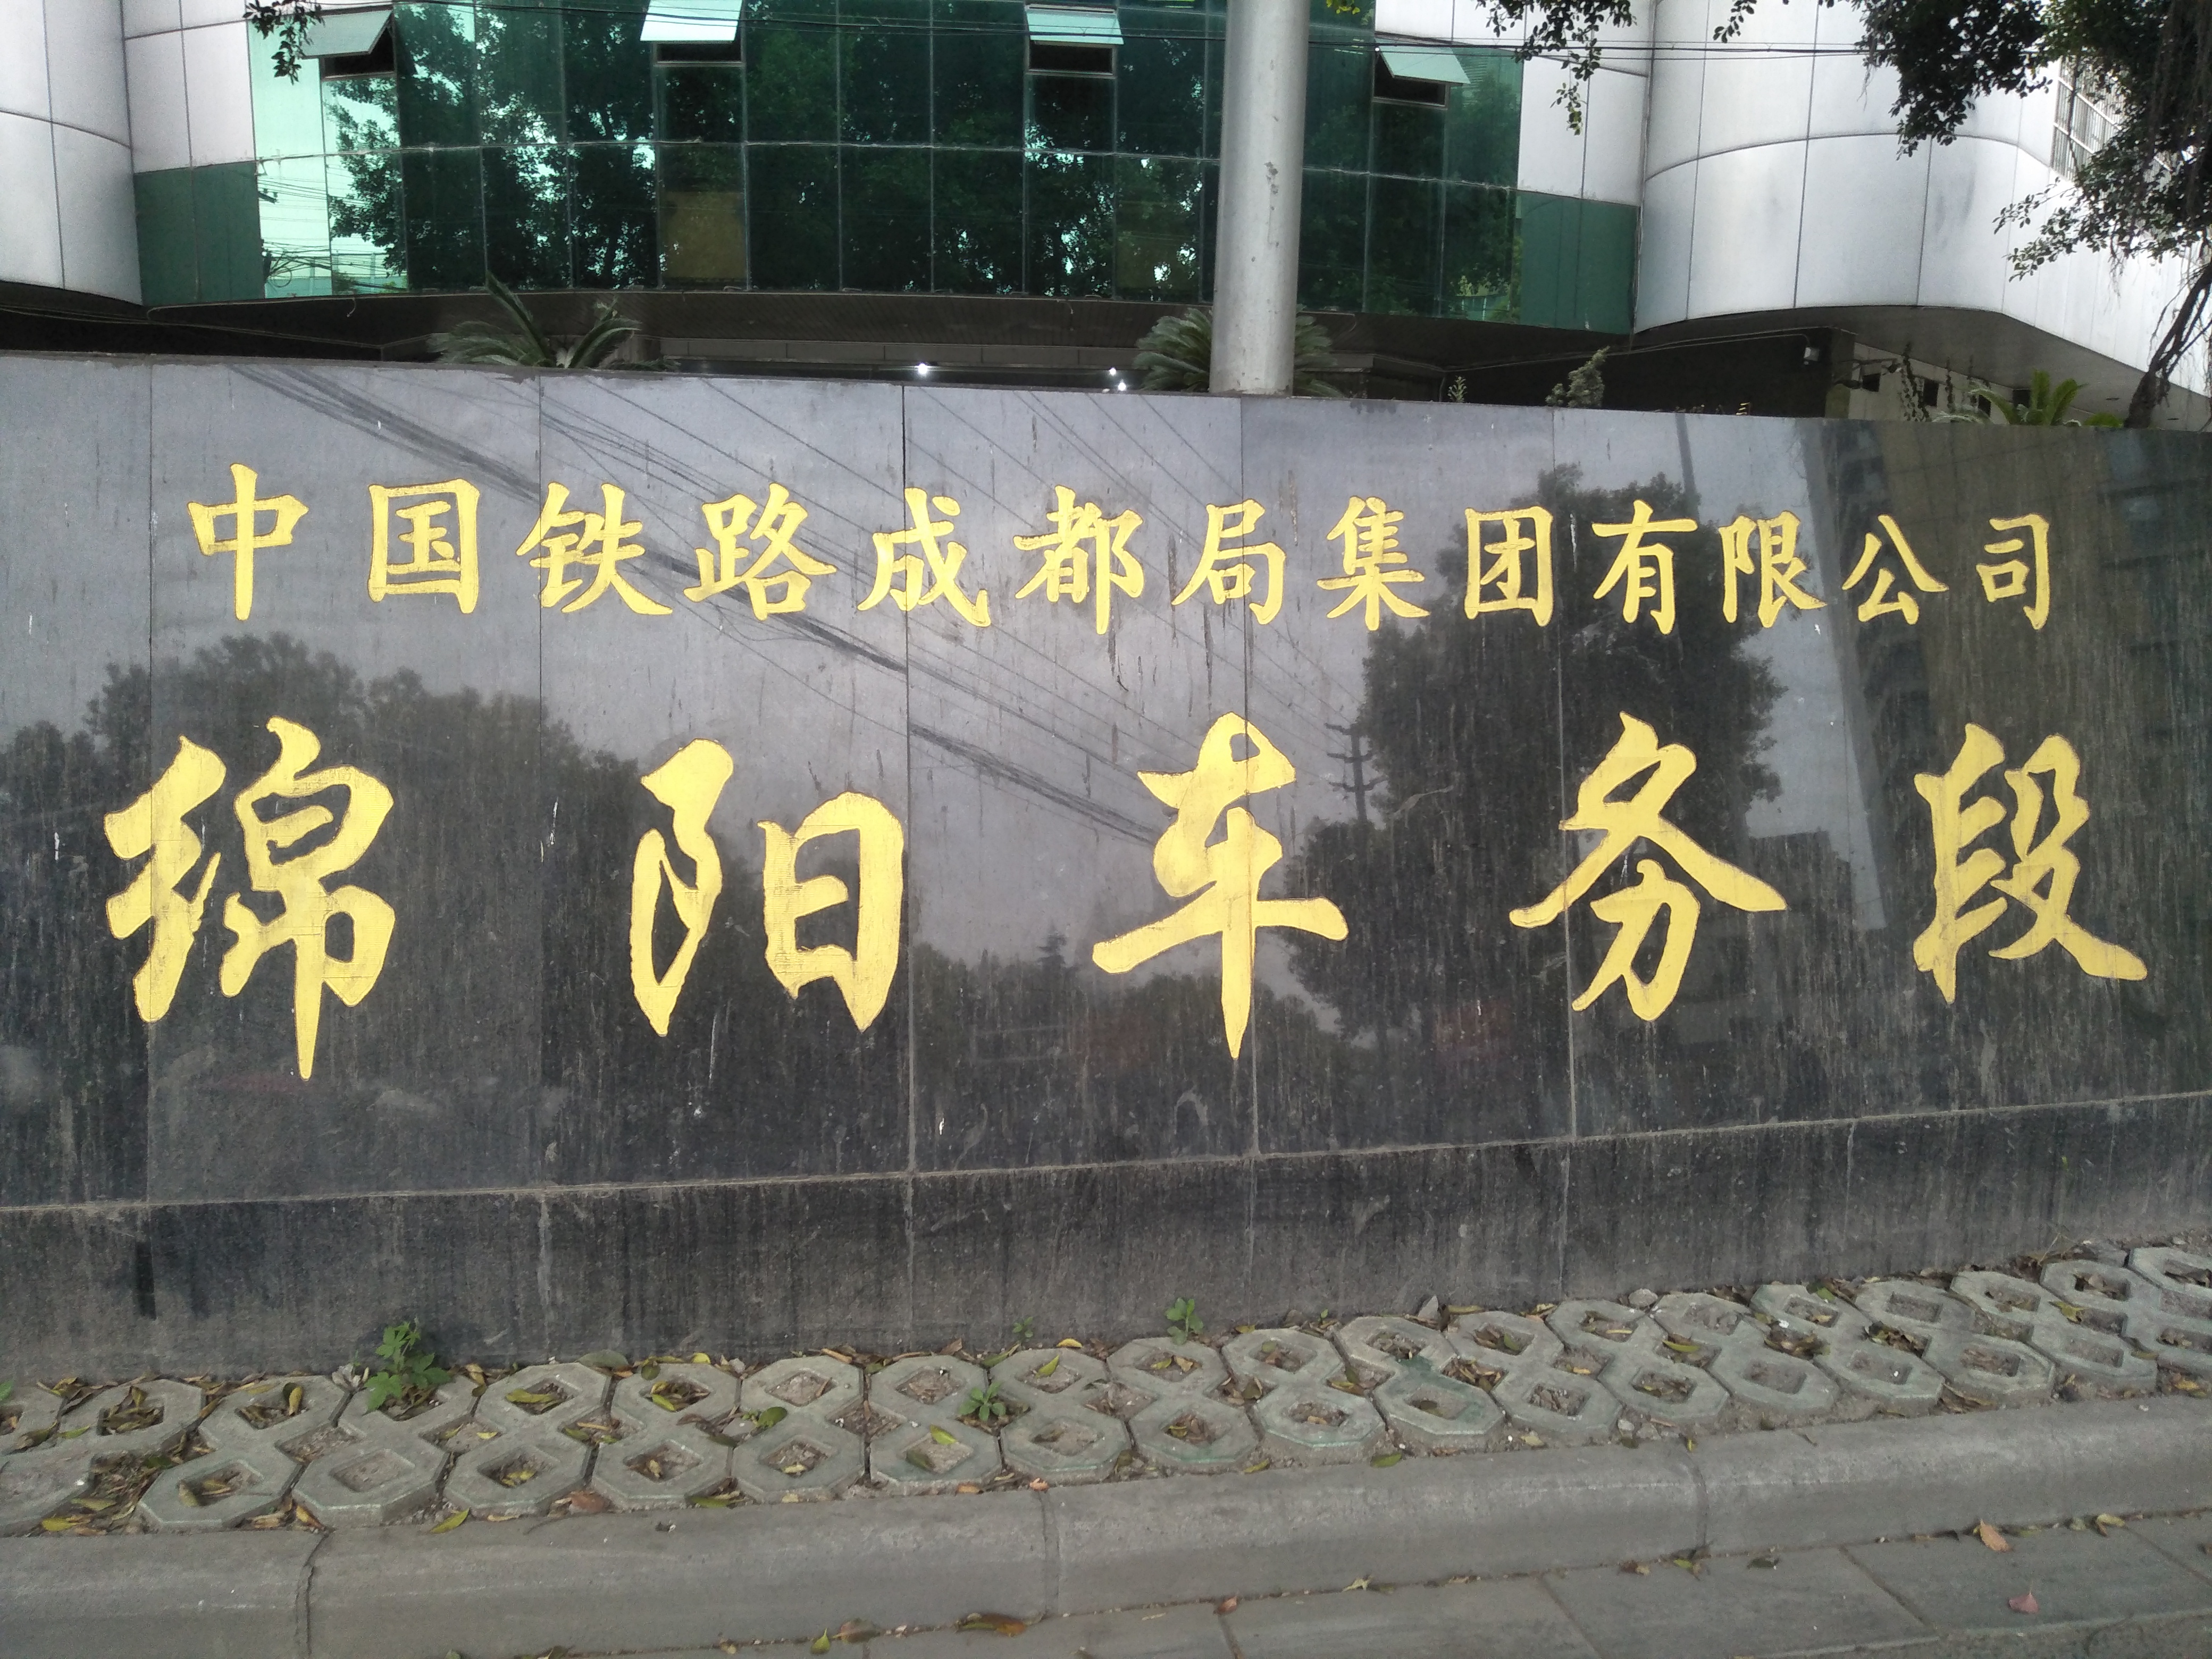 中国铁路成都局集团有限公司
绵阳车务段